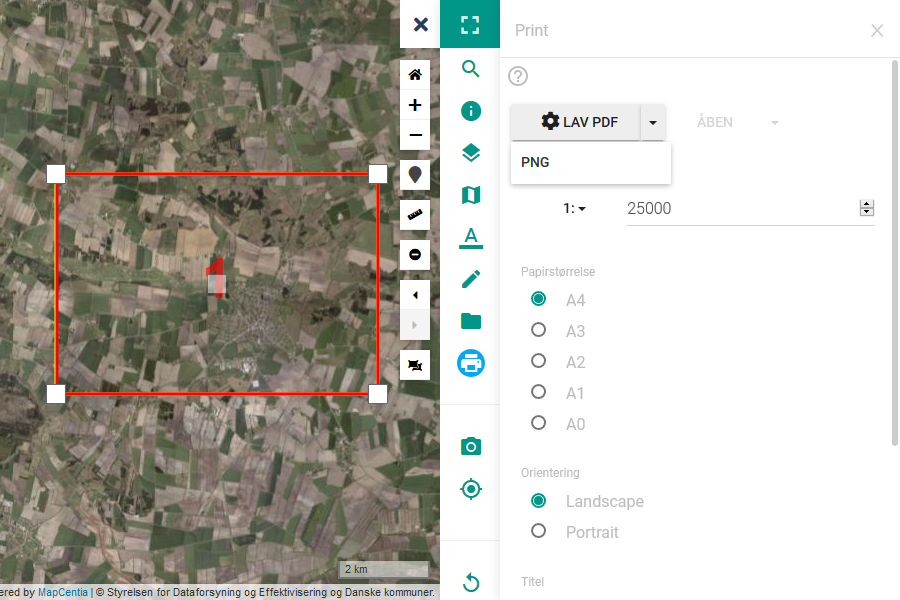 Print
LAV PDF
ÅBEN
PNG
1:
25000
Papirstørrelse
A4
A3
A2
A1
A0
Orientering
Landscape
Portrait
Titel
A
2 km
ered by MapCentia | © Styrelsen for Dataforsyning og Effektivisering og Danske kommuner.